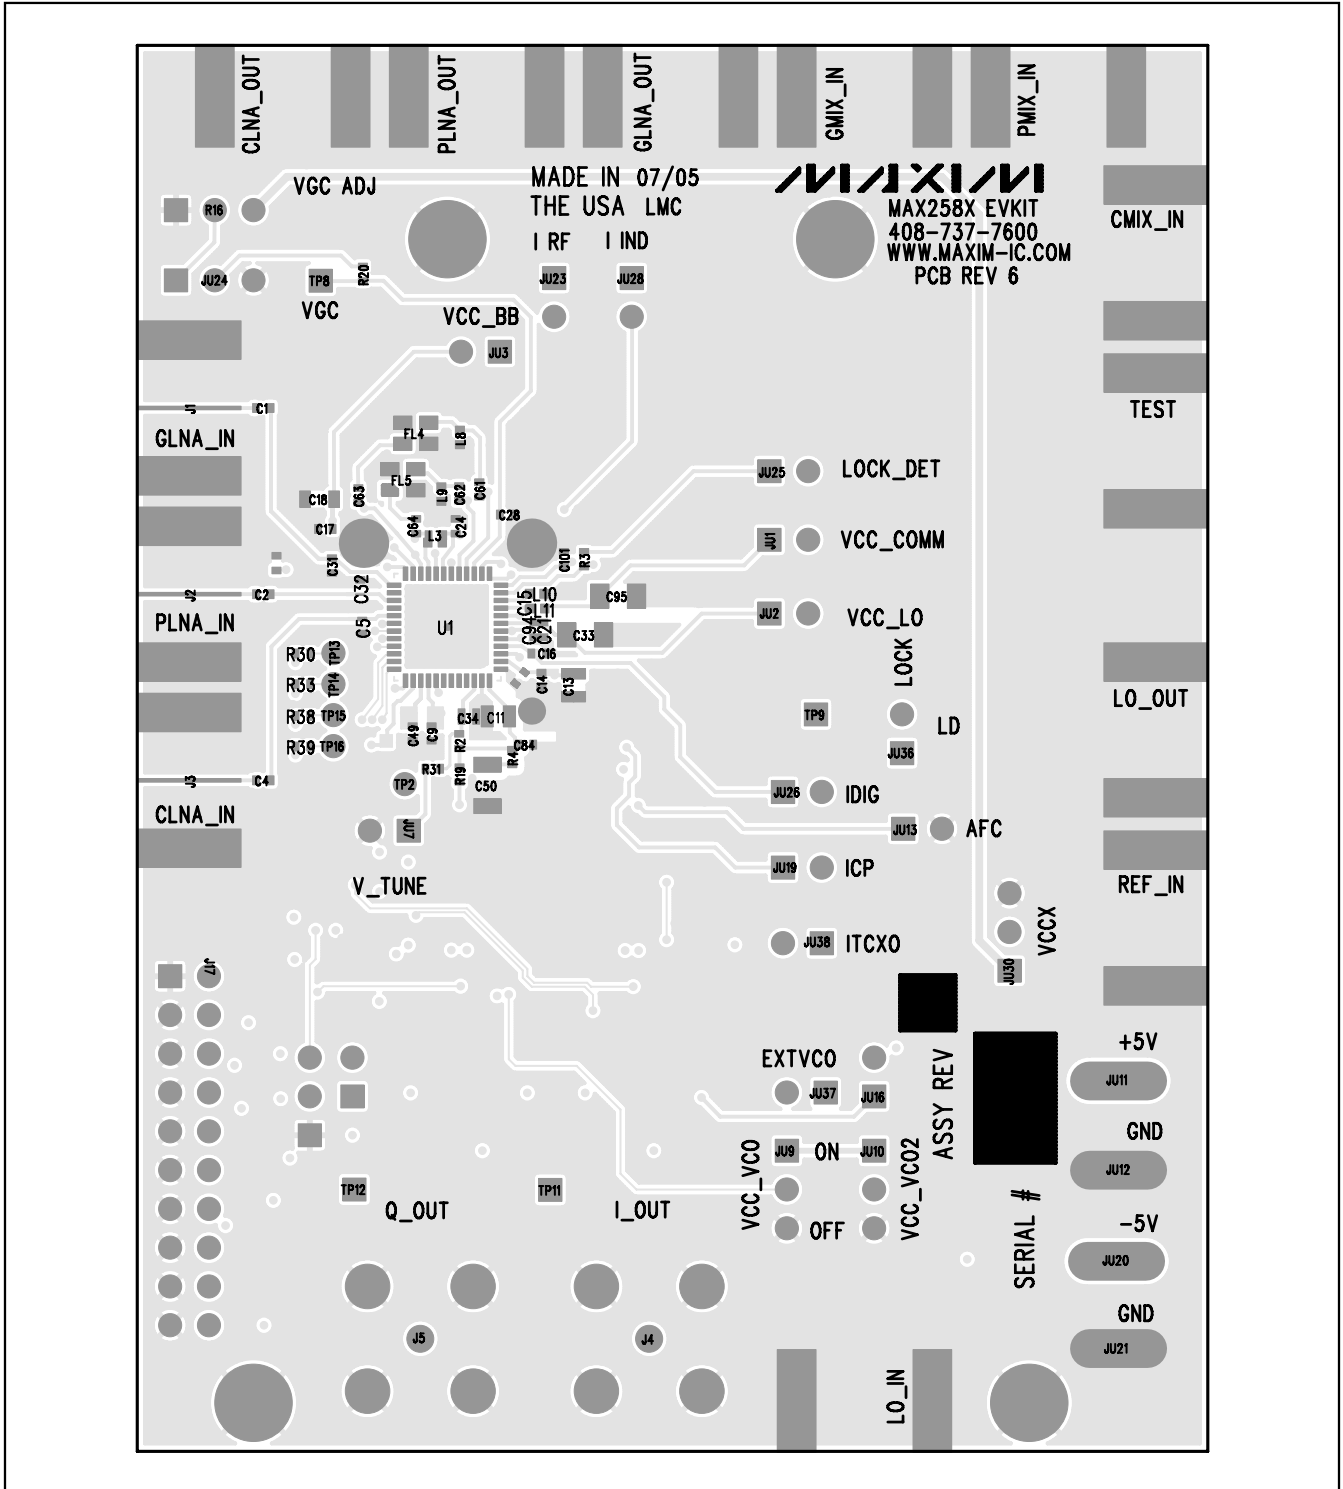 CLNA_OUT
PLNA_OUT
GLNA_OUT
GMIX_IN
PMIX_IN
VGC ADJ
MADE IN 07/05
THE USA LMC
MAXIM
MAX258X EVKIT
408-737-7600
WWW.MAXIM-IC.COM
PCB REV 6
CMIX_IN
R16
I RF
I IND
JU24
TP8
R20
JU23
JU28
VGC
VCC_BB
JU3
TEST
J1
C1
GLNA_IN
FL4
L8
FL5
L9
C62
C61
C63
C18
C17
C64
L3
C24
C28
JU25
LOCK_DET
JU1
VCC_COMM
C31
C32
C101
R3
J2
C2
PLNA_IN
C5
U1
C15
L10
L11
C95
C94
C21
C33
JU2
VCC_LO
R30
TP13
R33
TP14
R38
TP15
R39
TP16
C16
C14
C13
LOCK
LD
TP9
JU36
LO_OUT
C49
C9
C34
C11
R2
C84
R4
R31
R19
C50
TP2
J3
C4
CLNA_IN
JU7
V_TUNE
JU26
IDIG
JU13
AFC
JU19
ICP
REF_IN
JU38
ITCXO
VCCX
JU30
J17
EXTVCO
JU37
JU16
ASSY REV
+5V
JU11
GND
JU12
JU9
ON
JU10
VCC_VCO
VCC_VCO2
OFF
TP12
Q_OUT
TP11
I_OUT
SERIAL #
-5V
JU20
GND
JU21
J5
J4
LO_IN